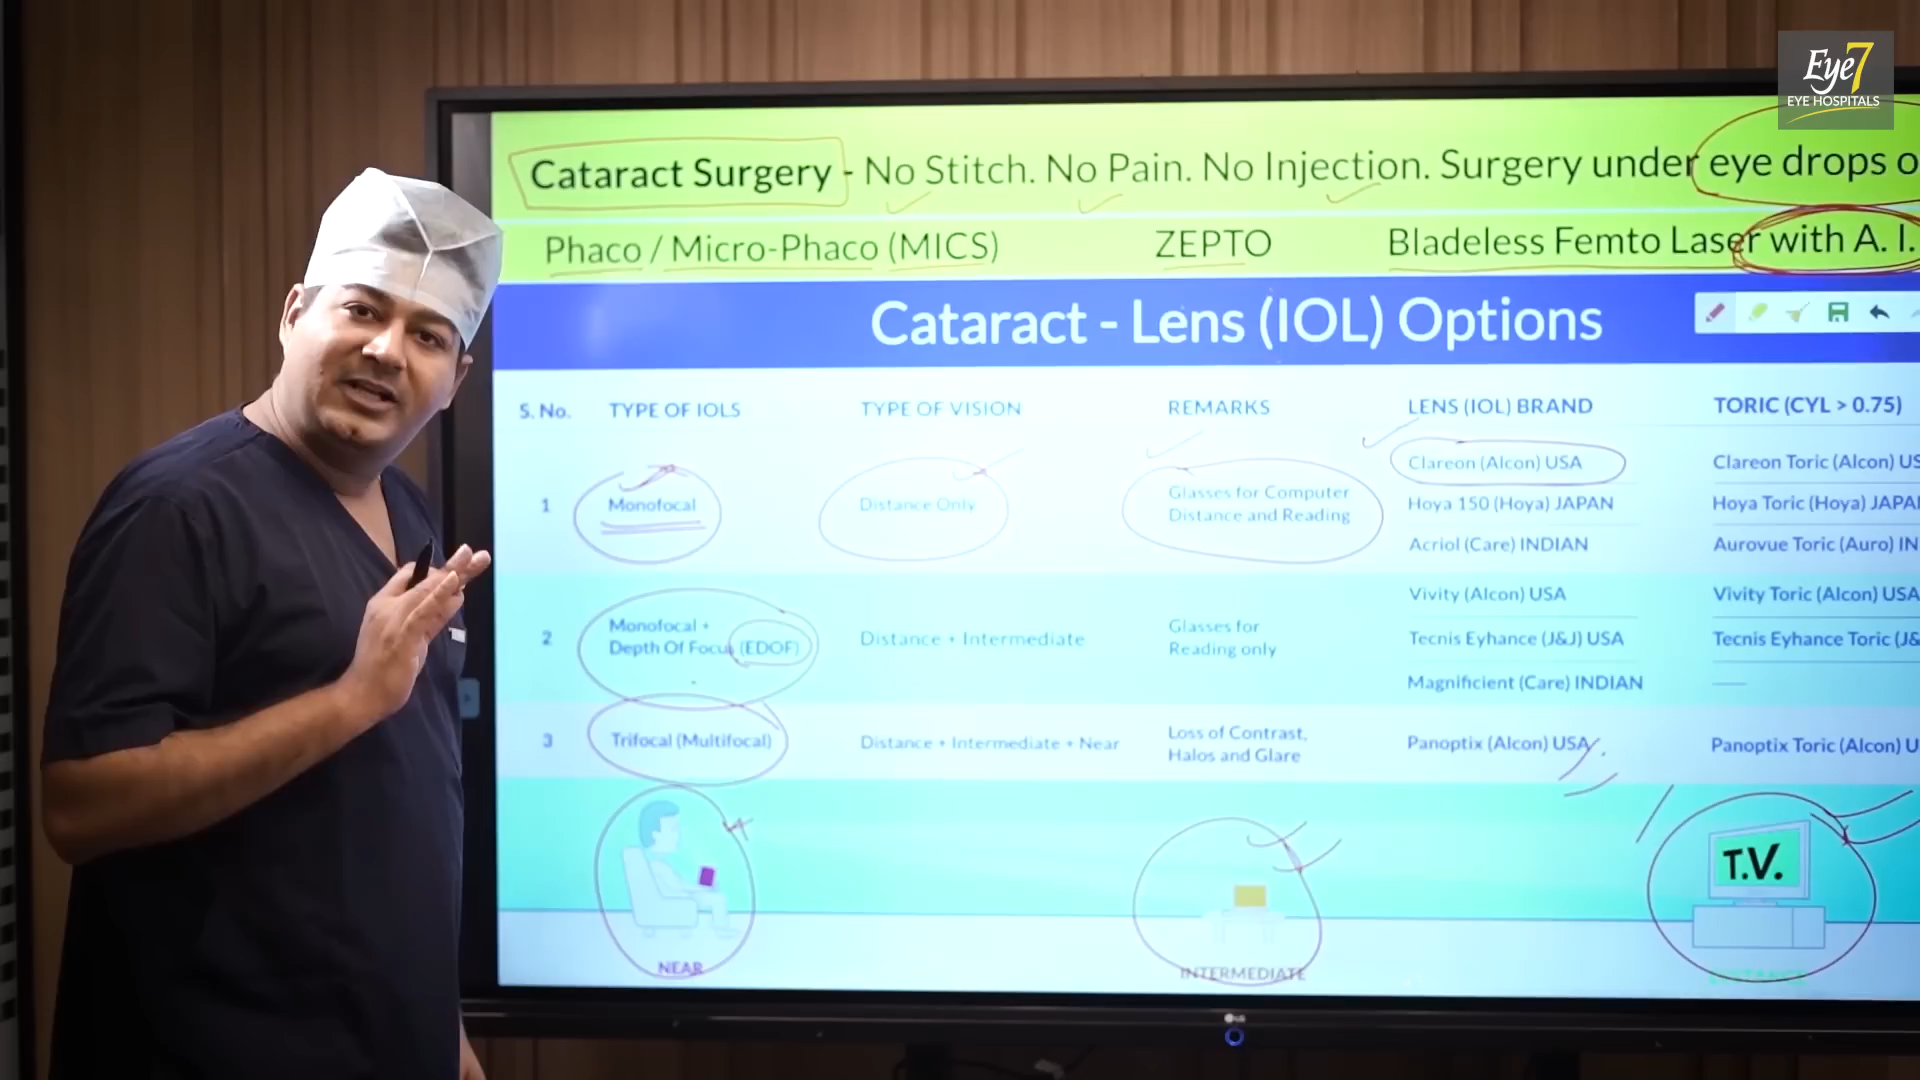 Eye7
EYE HOSPITALS
Cataract Surgery - No Stitch. No Pain. No Injection. Surgery under eye drops o
Phaco / Micro-Phaco (MICS) ZEPTO Bladeless Femto Laser with A. I.
Cataract - Lens (IOL) Options
S. No. TYPE OF IOLS TYPE OF VISION REMARKS LENS (IOL) BRAND TORIC (CYL > 0.75)
1 Monofocal Distance Only Glasses for Computer
Distance and Reading
Clareon (Alcon) USA Clareon Toric (Alcon) US
Hoya 150 (Hoya) JAPAN Hoya Toric (Hoya) JAPA
Acriol (Care) INDIAN Aurovue Toric (Auro) IN
2 Monofocal +
Depth Of Focus (EDOF)
Distance + Intermediate
Glasses for
Reading only
Vivity (Alcon) USA Vivity Toric (Alcon) USA
Tecnis Eyhance (J&J) USA Tecnis Eyhance Toric (J&
Magnificient (Care) INDIAN
3 Trifocal (Multifocal) Distance + Intermediate + Near
Loss of Contrast,
Halos and Glare
Panoptix (Alcon) USA Panoptix Toric (Alcon) U
T.V.
NEAR INTERMEDIATE DISTANCE
LG